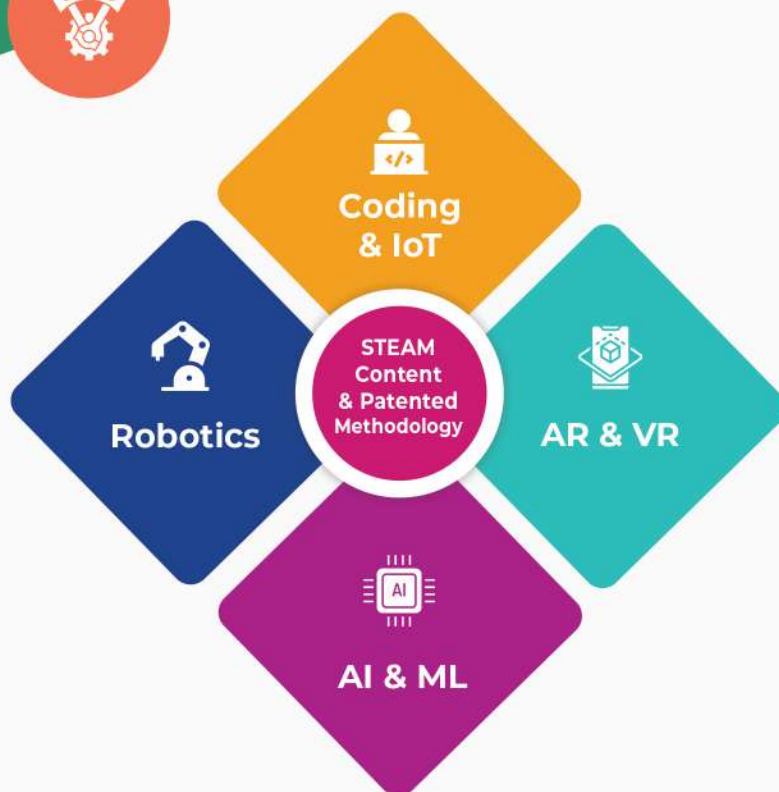 </>
Coding
& IoT
Robotics
STEAM
Content
& Patented
Methodology
AR & VR
AI
AI & ML